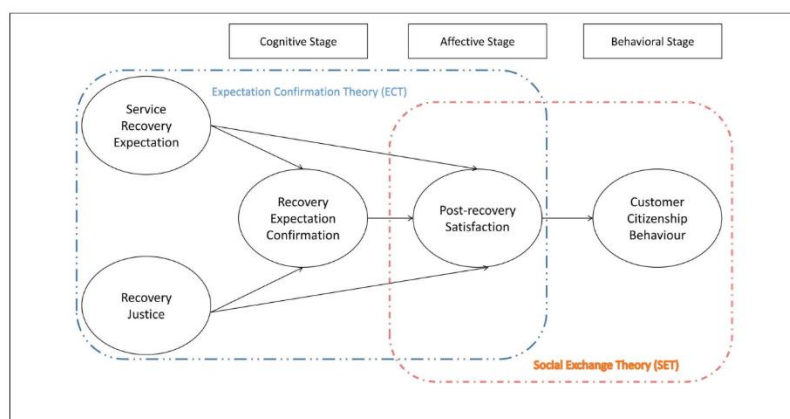 Cognitive Stage
Affective Stage
Behavioral Stage
Expectation Confirmation Theory (ECT)
Service
Recovery
Expectation
Recovery
Expectation
Confirmation
Post-recovery
Satisfaction
Customer
Citizenship
Behaviour
Recovery
Justice
Social Exchange Theory (SET)